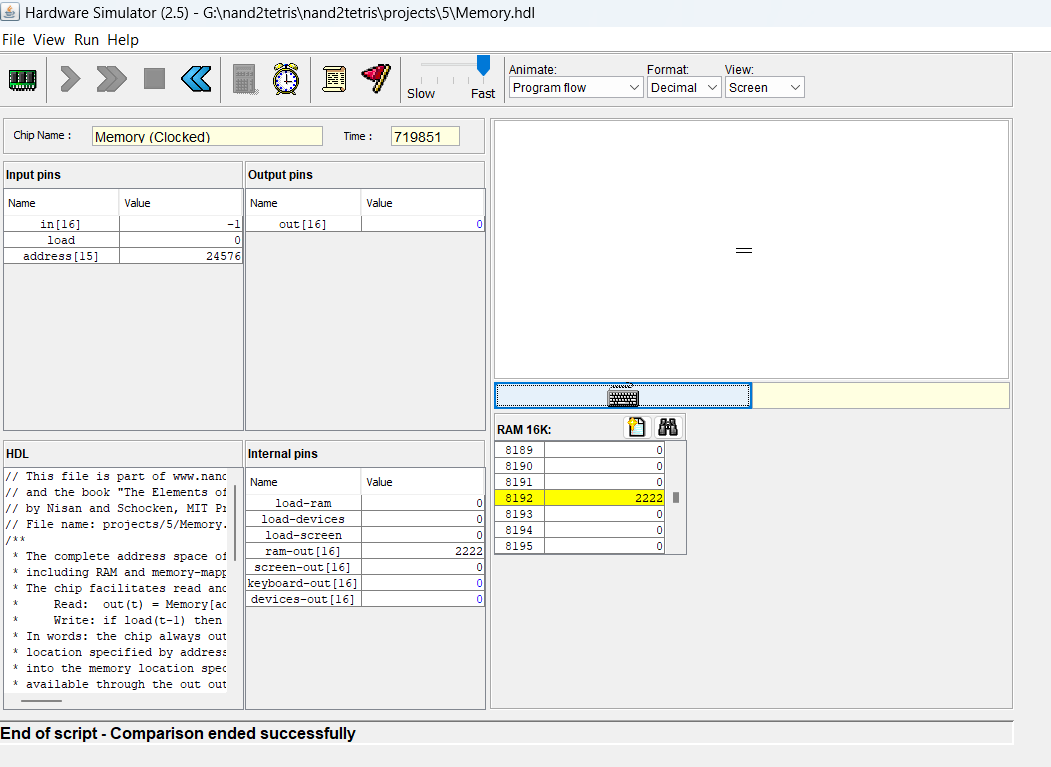 Hardware Simulator (2.5) - G:\nand2tetris\nand2tetris\projects\5\Memory.hdl
File View Run Help
Slow Fast
Animate: Format: View:
Program flow Decimal Screen
Chip Name : Memory (Clocked) Time : 719851
Input pins
Name Value
in[16] -1
load 0
address[15] 24576
Output pins
Name Value
out[16] 0
HDL
// This file is part of www.nand
// and the book "The Elements of
// by Nisan and Schocken, MIT Pr
// File name: projects/5/Memory.
/**
* The complete address space of
* including RAM and memory-mapp
* The chip facilitates read and
* Read: out(t) = Memory[ad
* Write: if load(t-1) then
* In words: the chip always out
* location specified by address
* into the memory location spec
* available through the out out
Internal pins
Name Value
load-ram 0
load-devices 0
load-screen 0
ram-out[16] 2222
screen-out[16] 0
keyboard-out[16] 0
devices-out[16] 0
RAM 16K:
8189 0
8190 0
8191 0
8192 2222
8193 0
8194 0
8195 0
End of script - Comparison ended successfully